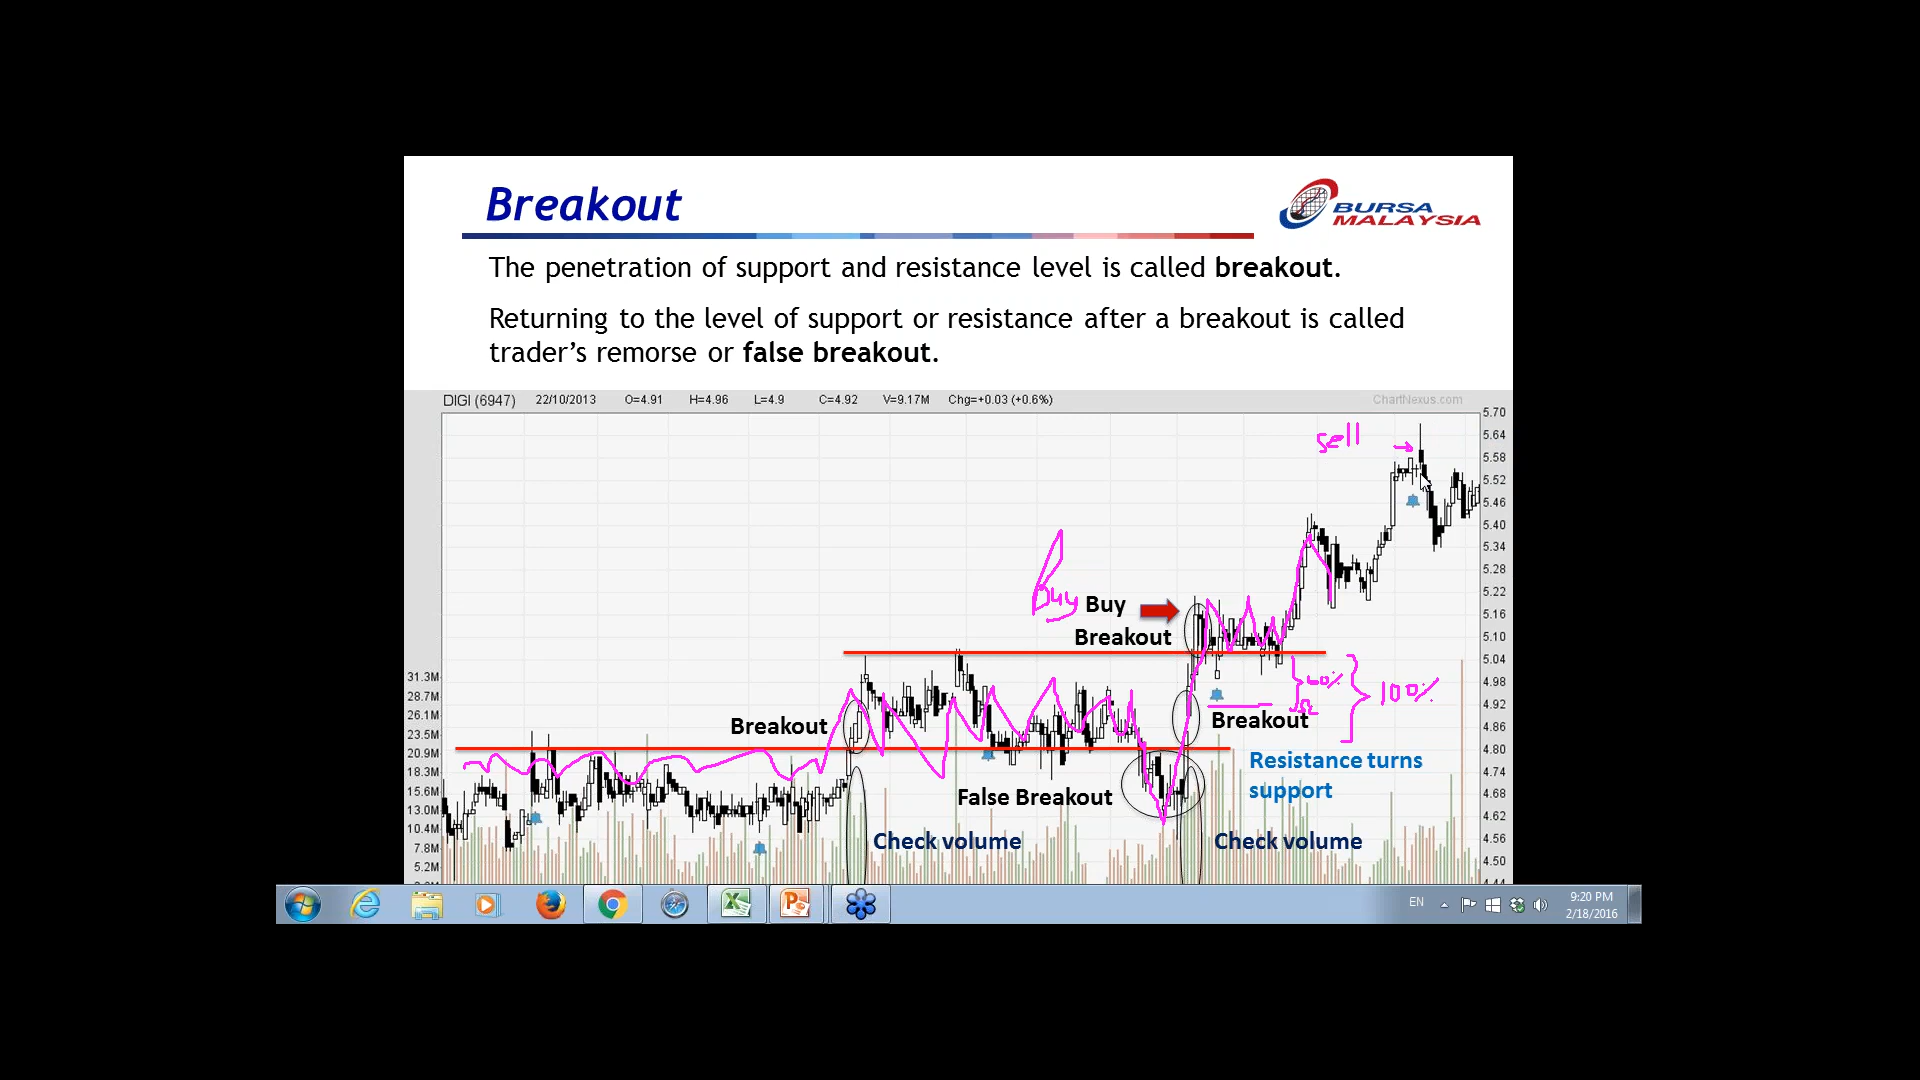 Breakout
BURSA
MALAYSIA
The penetration of support and resistance level is called breakout.
Returning to the level of support or resistance after a breakout is called
trader's remorse or false breakout.
DIGI (6947) 22/10/2013 O=4.91 H=4.96 L=4.9 C=4.92 V=9.17M Chg=+0.03 (+0.6%)
ChartNexus.com
5.70
5.64
5.58
5.52
5.46
5.40
5.34
5.28
5.22
5.16
5.10
5.04
4.98
4.92
4.86
4.80
4.74
4.68
4.62
4.56
4.50
4.44
31.3M
28.7M
26.1M
23.5M
20.9M
18.3M
15.6M
13.0M
10.4M
7.8M
5.2M
sell
Buy
Buy
Breakout
60%
100%
Breakout
Breakout
Resistance turns
support
False Breakout
Check volume
Check volume
EN
9:20 PM
2/18/2016